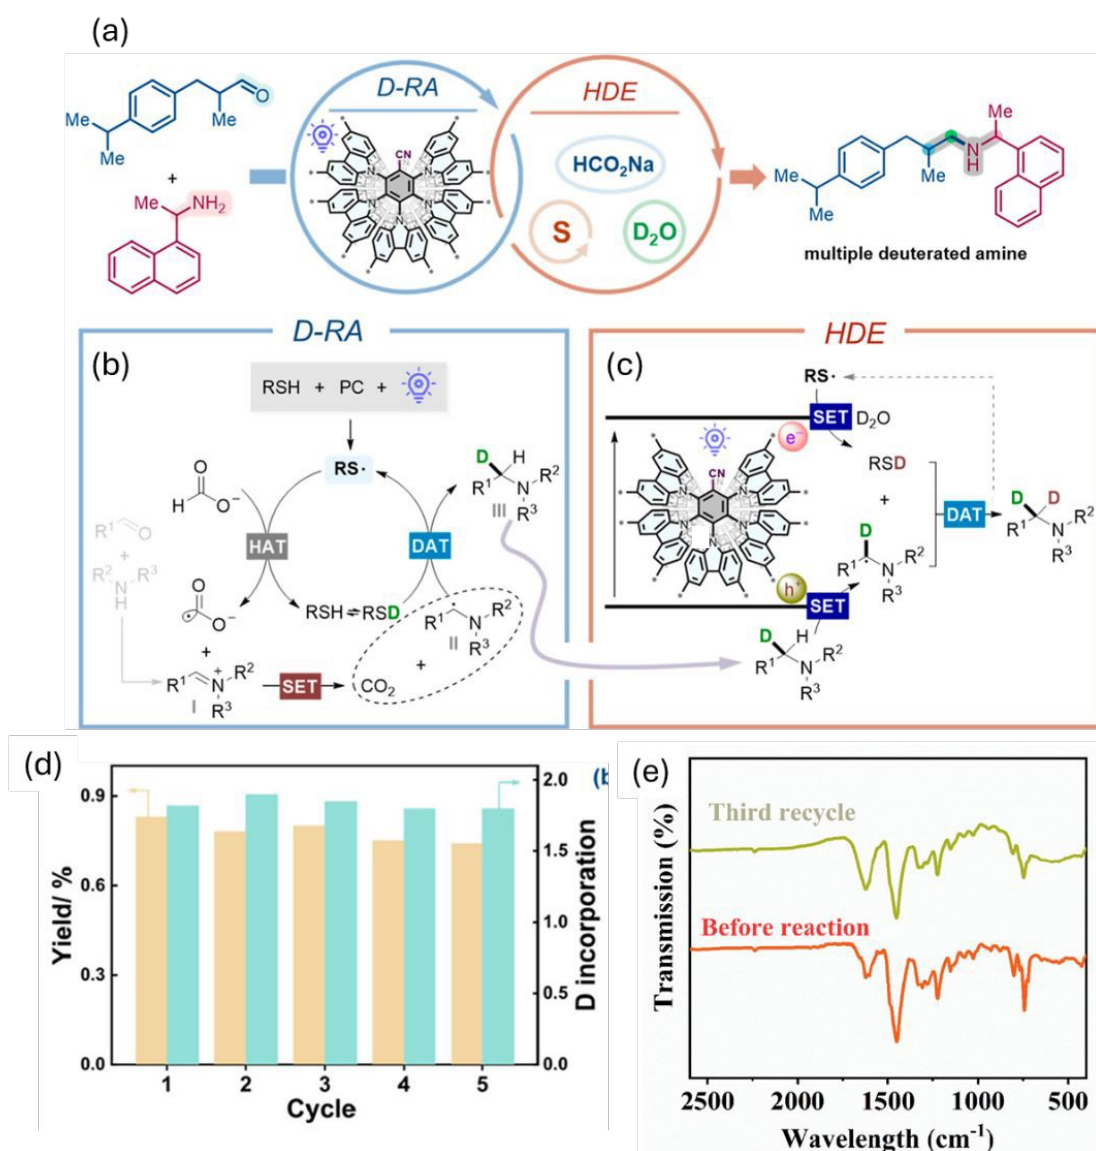 (a)
D-RA
HDE
O
Me
Me
Me
+
Me
NH2
CN
N
HCO2Na
S
D2O
Me
N
H
Me
Me
Me
multiple deuterated amine
D-RA
HDE
(b)
RSH + PC +
RS·
H
O
O−
R1
O
+
R2
N
R3
H
HAT
DAT
D
H
R1
N
R2
R3
III
O
O−
RSH ⇌ RSD
+
R1
N+
R2
R3
I
SET
CO2
+
R1
N
R2
R3
II
(c)
RS·
SET
D2O
e−
CN
N
RSD
+
D
R1
N
R2
R3
DAT
D
D
R1
N
R2
R3
h+
SET
D
H
R1
N
R2
R3
(d)
(b
Yield/ %
0.9
0.6
0.3
0.0
2.0
1.5
1.0
0.5
0.0
D incorporation
1 2 3 4 5
Cycle
(e)
Transmission (%)
Third recycle
Before reaction
2500 2000 1500 1000 500
Wavelength (cm-1)